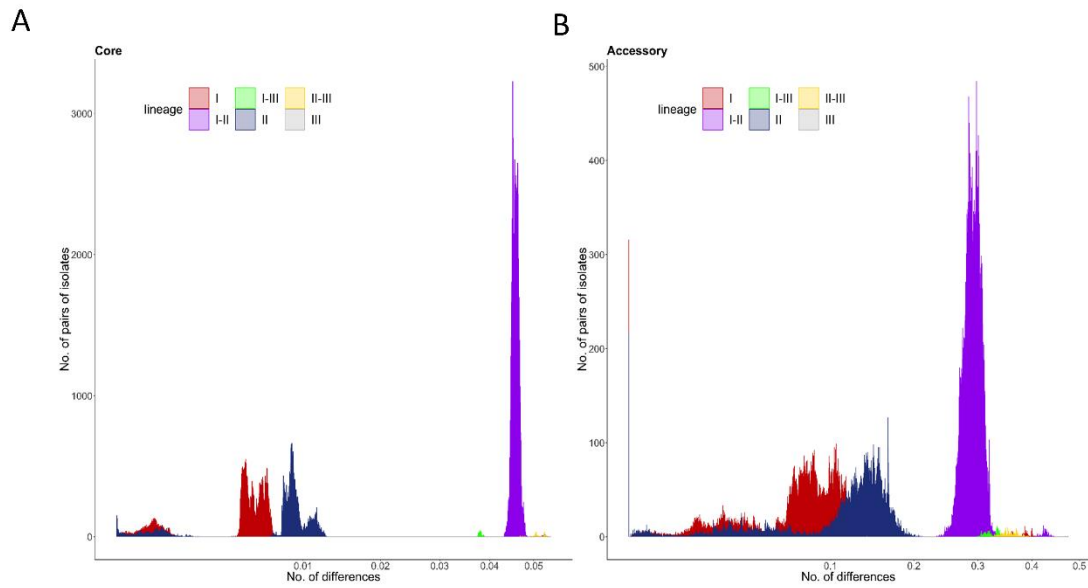 A
Core
lineage
I
I-III
II-III
I-II
II
III
No. of pairs of isolates
3000
2000
1000
0
0.01
0.02
0.03
0.04
0.05
No. of differences
B
Accessory
lineage
I
I-III
II-III
I-II
II
III
No. of pairs of isolates
500
400
300
200
100
0
0.1
0.2
0.3
0.4
0.5
No. of differences